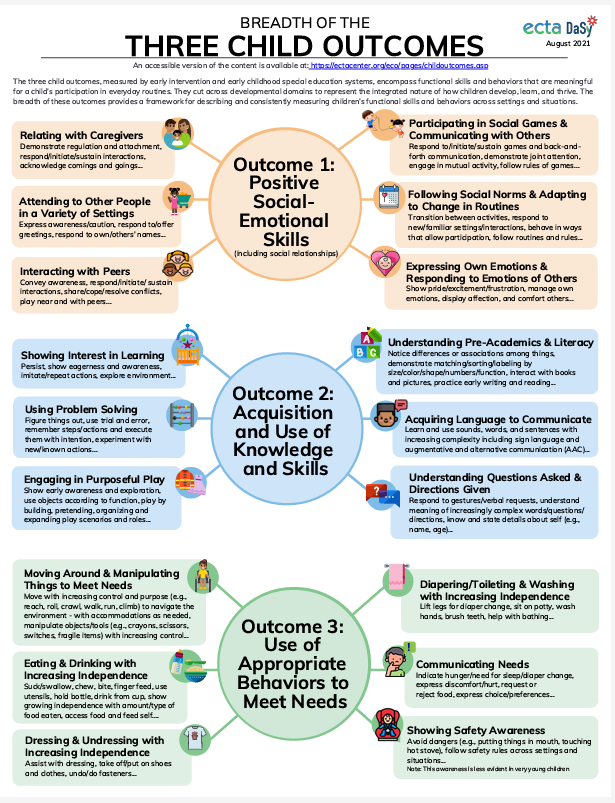 BREADTH OF THE
THREE CHILD OUTCOMES
ecta DaSy
August 2021
An accessible version of the content is available at: https://ectacenter.org/eco/pages/childoutcomes.asp
The three child outcomes, measured by early intervention and early childhood special education systems, encompass functional skills and behaviors that are meaningful
for a child's participation in everyday routines. They cut across developmental domains to represent the integrated nature of how children develop, learn, and thrive. The
breadth of these outcomes provides a framework for describing and consistently measuring children's functional skills and behaviors across settings and situations.
Outcome 1:
Positive
Social-
Emotional
Skills
(including social relationships)
Relating with Caregivers
Demonstrate regulation and attachment,
respond/initiate/sustain interactions,
acknowledge comings and goings...
Attending to Other People
in a Variety of Settings
Express awareness/caution, respond to/offer
greetings, respond to own/others' names...
Interacting with Peers
Convey awareness, respond/initiate/ sustain
interactions, share/cope/resolve conflicts,
play near and with peers...
Participating in Social Games &
Communicating with Others
Respond to/initiate/sustain games and back-and-
forth communication, demonstrate joint attention,
engage in mutual activity, follow rules of games...
Following Social Norms & Adapting
to Change in Routines
Transition between activities, respond to
new/familiar settings/interactions, behave in ways
that allow participation, follow routines and rules...
Expressing Own Emotions &
Responding to Emotions of Others
Show pride/excitement/frustration, manage own
emotions, display affection, and comfort others...
Outcome 2:
Acquisition
and Use of
Knowledge
and Skills
Showing Interest in Learning
Persist, show eagerness and awareness,
imitate/repeat actions, explore environment...
Using Problem Solving
Figure things out, use trial and error,
remember steps/actions and execute
them with intention, experiment with
new/known actions...
Engaging in Purposeful Play
Show early awareness and exploration,
use objects according to function, play by
building, pretending, organizing and
expanding play scenarios and roles...
A
B C
Understanding Pre-Academics & Literacy
Notice differences or associations among things,
demonstrate matching/sorting/labeling by
size/color/shape/numbers/function, interact with books
and pictures, practice early writing and reading...
Acquiring Language to Communicate
Learn and use sounds, words, and sentences with
increasing complexity including sign language and
augmentative and alternative communication (AAC)...
?
Understanding Questions Asked &
Directions Given
Respond to gestures/verbal requests, understand
meaning of increasingly complex words/questions/
directions, know and state details about self (e.g.,
name, age)...
Outcome 3:
Use of
Appropriate
Behaviors to
Meet Needs
Moving Around & Manipulating
Things to Meet Needs
Move with increasing control and purpose (e.g.,
reach, roll, crawl, walk, run, climb) to navigate the
environment - with accommodations as needed,
manipulate objects/tools (e.g., crayons, scissors,
switches, fragile items) with increasing control...
Eating & Drinking with
Increasing Independence
Suck/swallow, chew, bite, finger feed, use
utensils, hold bottle, drink from cup, show
growing independence with amount/type of
food eaten, access food and feed self...
Dressing & Undressing with
Increasing Independence
Assist with dressing, take off/put on shoes
and clothes, undo/do fasteners...
Diapering/Toileting & Washing
with Increasing Independence
Lift legs for diaper change, sit on potty, wash
hands, brush teeth, help with bathing...
!
Communicating Needs
Indicate hunger/need for sleep/diaper change,
express discomfort/hurt, request or
reject food, express choice/preferences...
Showing Safety Awareness
Avoid dangers (e.g., putting things in mouth, touching
hot stove), follow safety rules across settings and
situations...
Note: This awareness is less evident in very young children